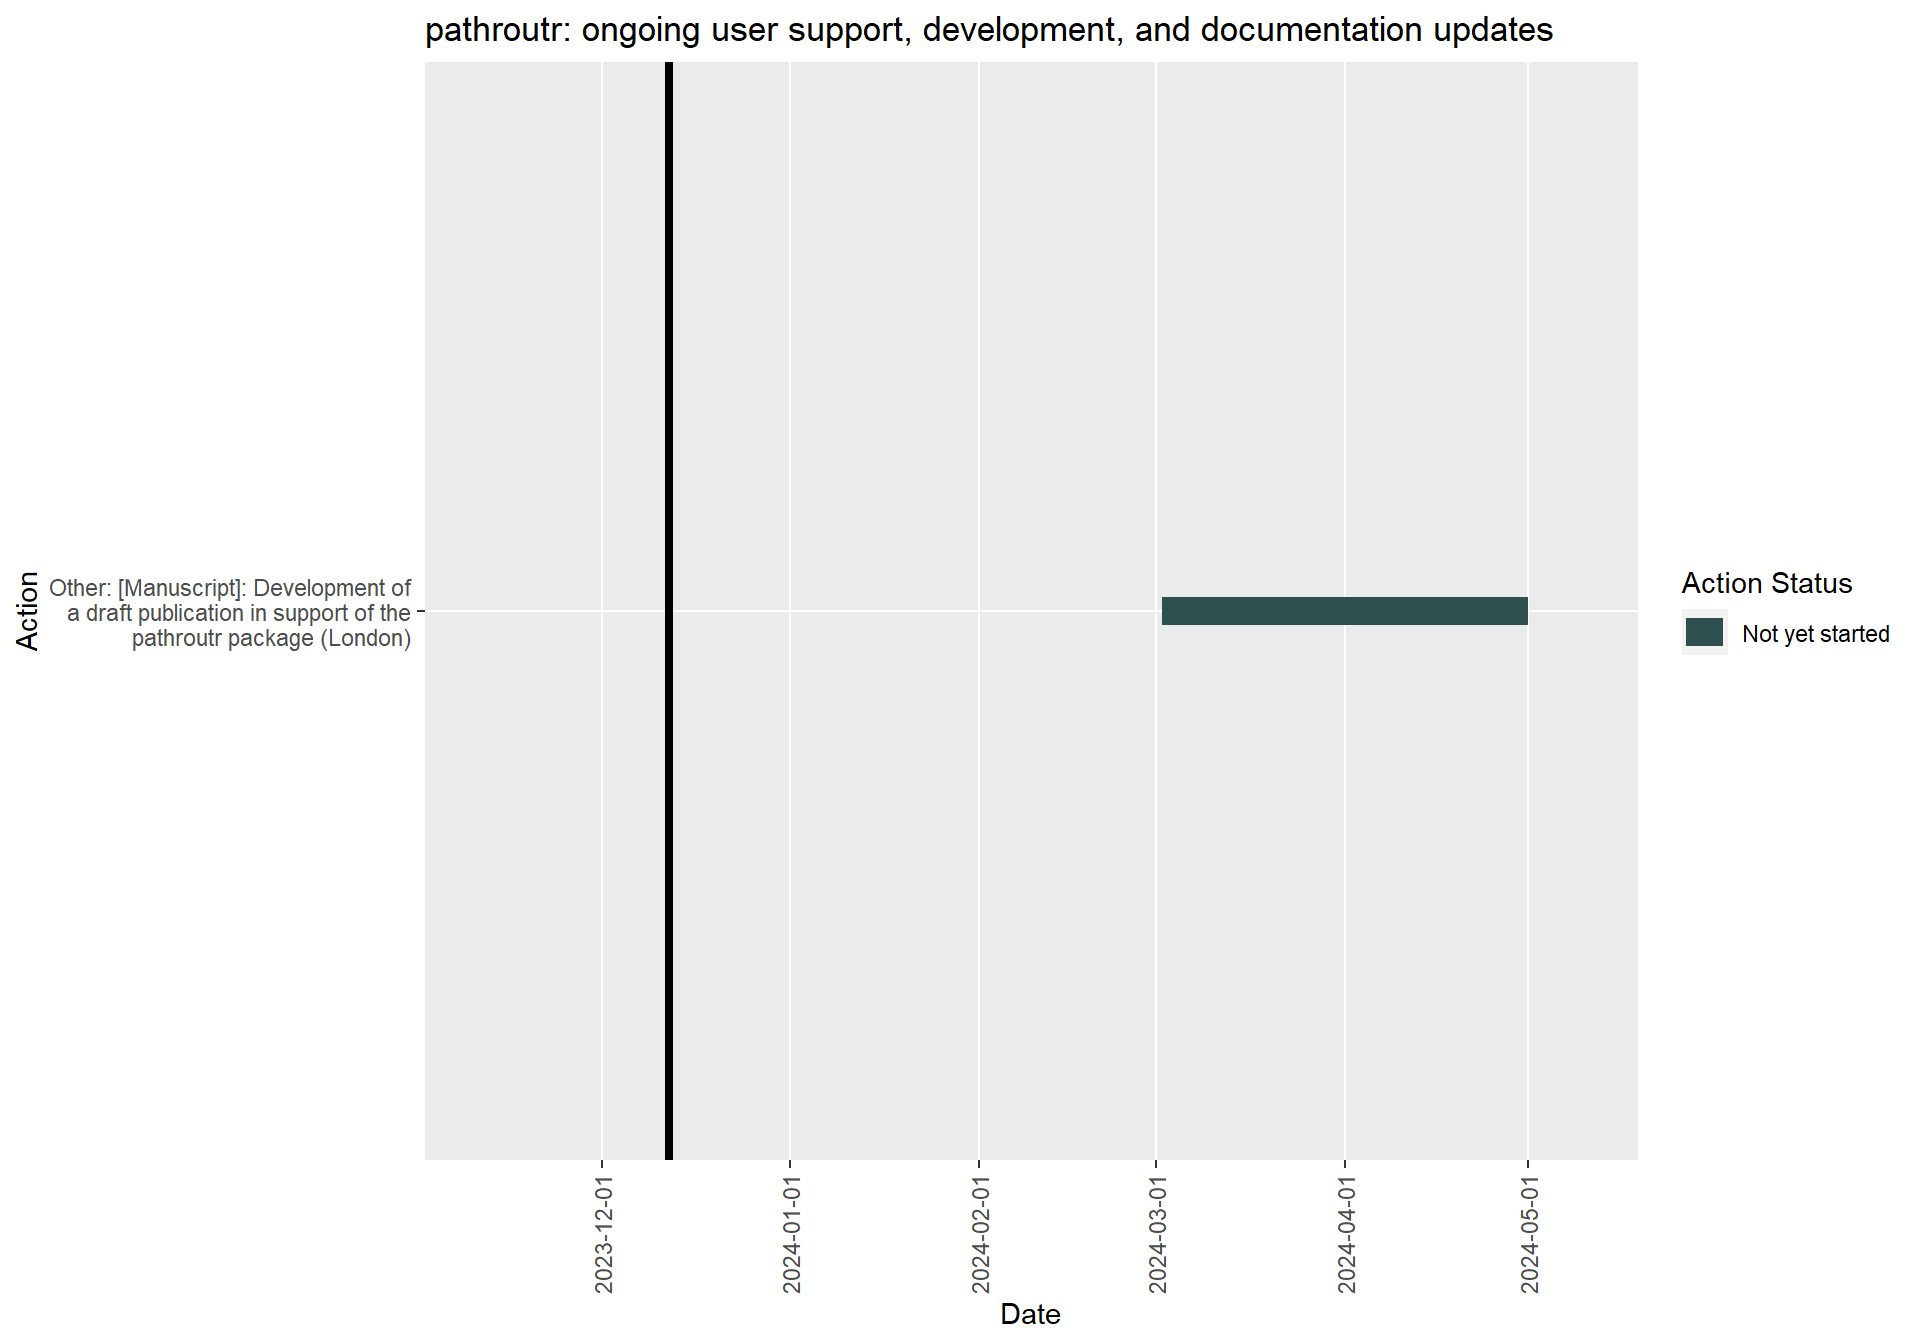 pathroutr: ongoing user support, development, and documentation updates
Action
Other: [Manuscript]: Development of
a draft publication in support of the
pathroutr package (London)
Action Status
Not yet started
2023-12-01
2024-01-01
2024-02-01
2024-03-01
2024-04-01
2024-05-01
Date